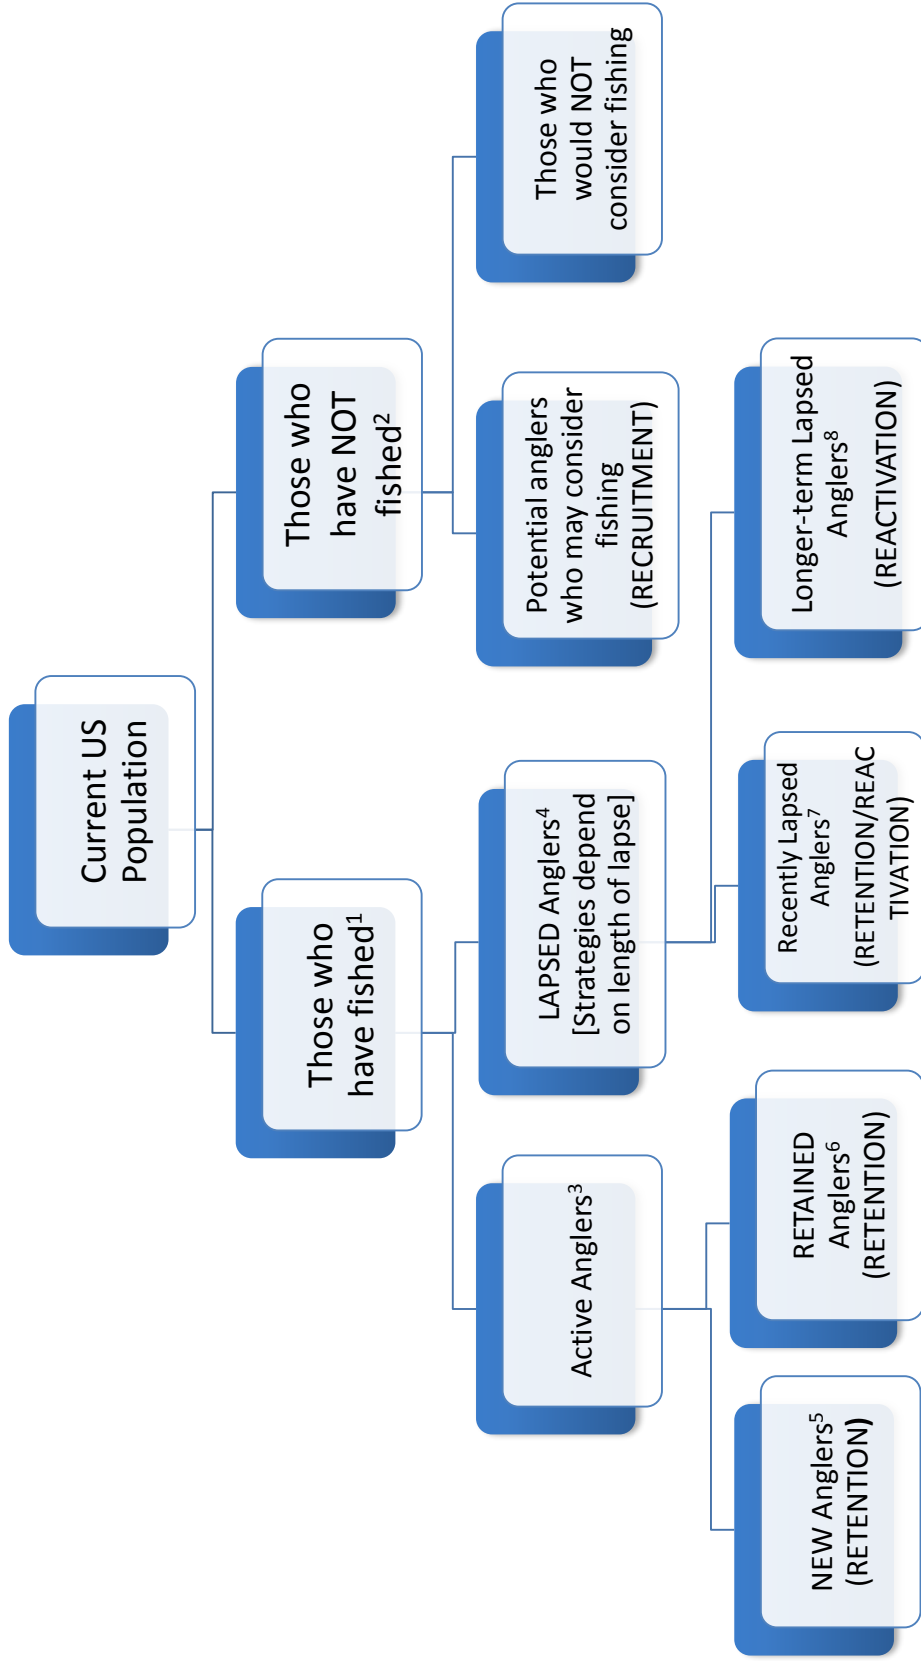 Current US
Population
Those who
have fished1
Those who
have NOT
fished2
Active Anglers3
LAPSED Anglers4
[Strategies depend
on length of lapse]
Potential anglers
who may consider
fishing
(RECRUITMENT)
Those who
would NOT
consider fishing
NEW Anglers5
(RETENTION)
RETAINED
Anglers6
(RETENTION)
Recently Lapsed
Anglers7
(RETENTION/REAC
TIVATION)
Longer-term Lapsed
Anglers8
(REACTIVATION)